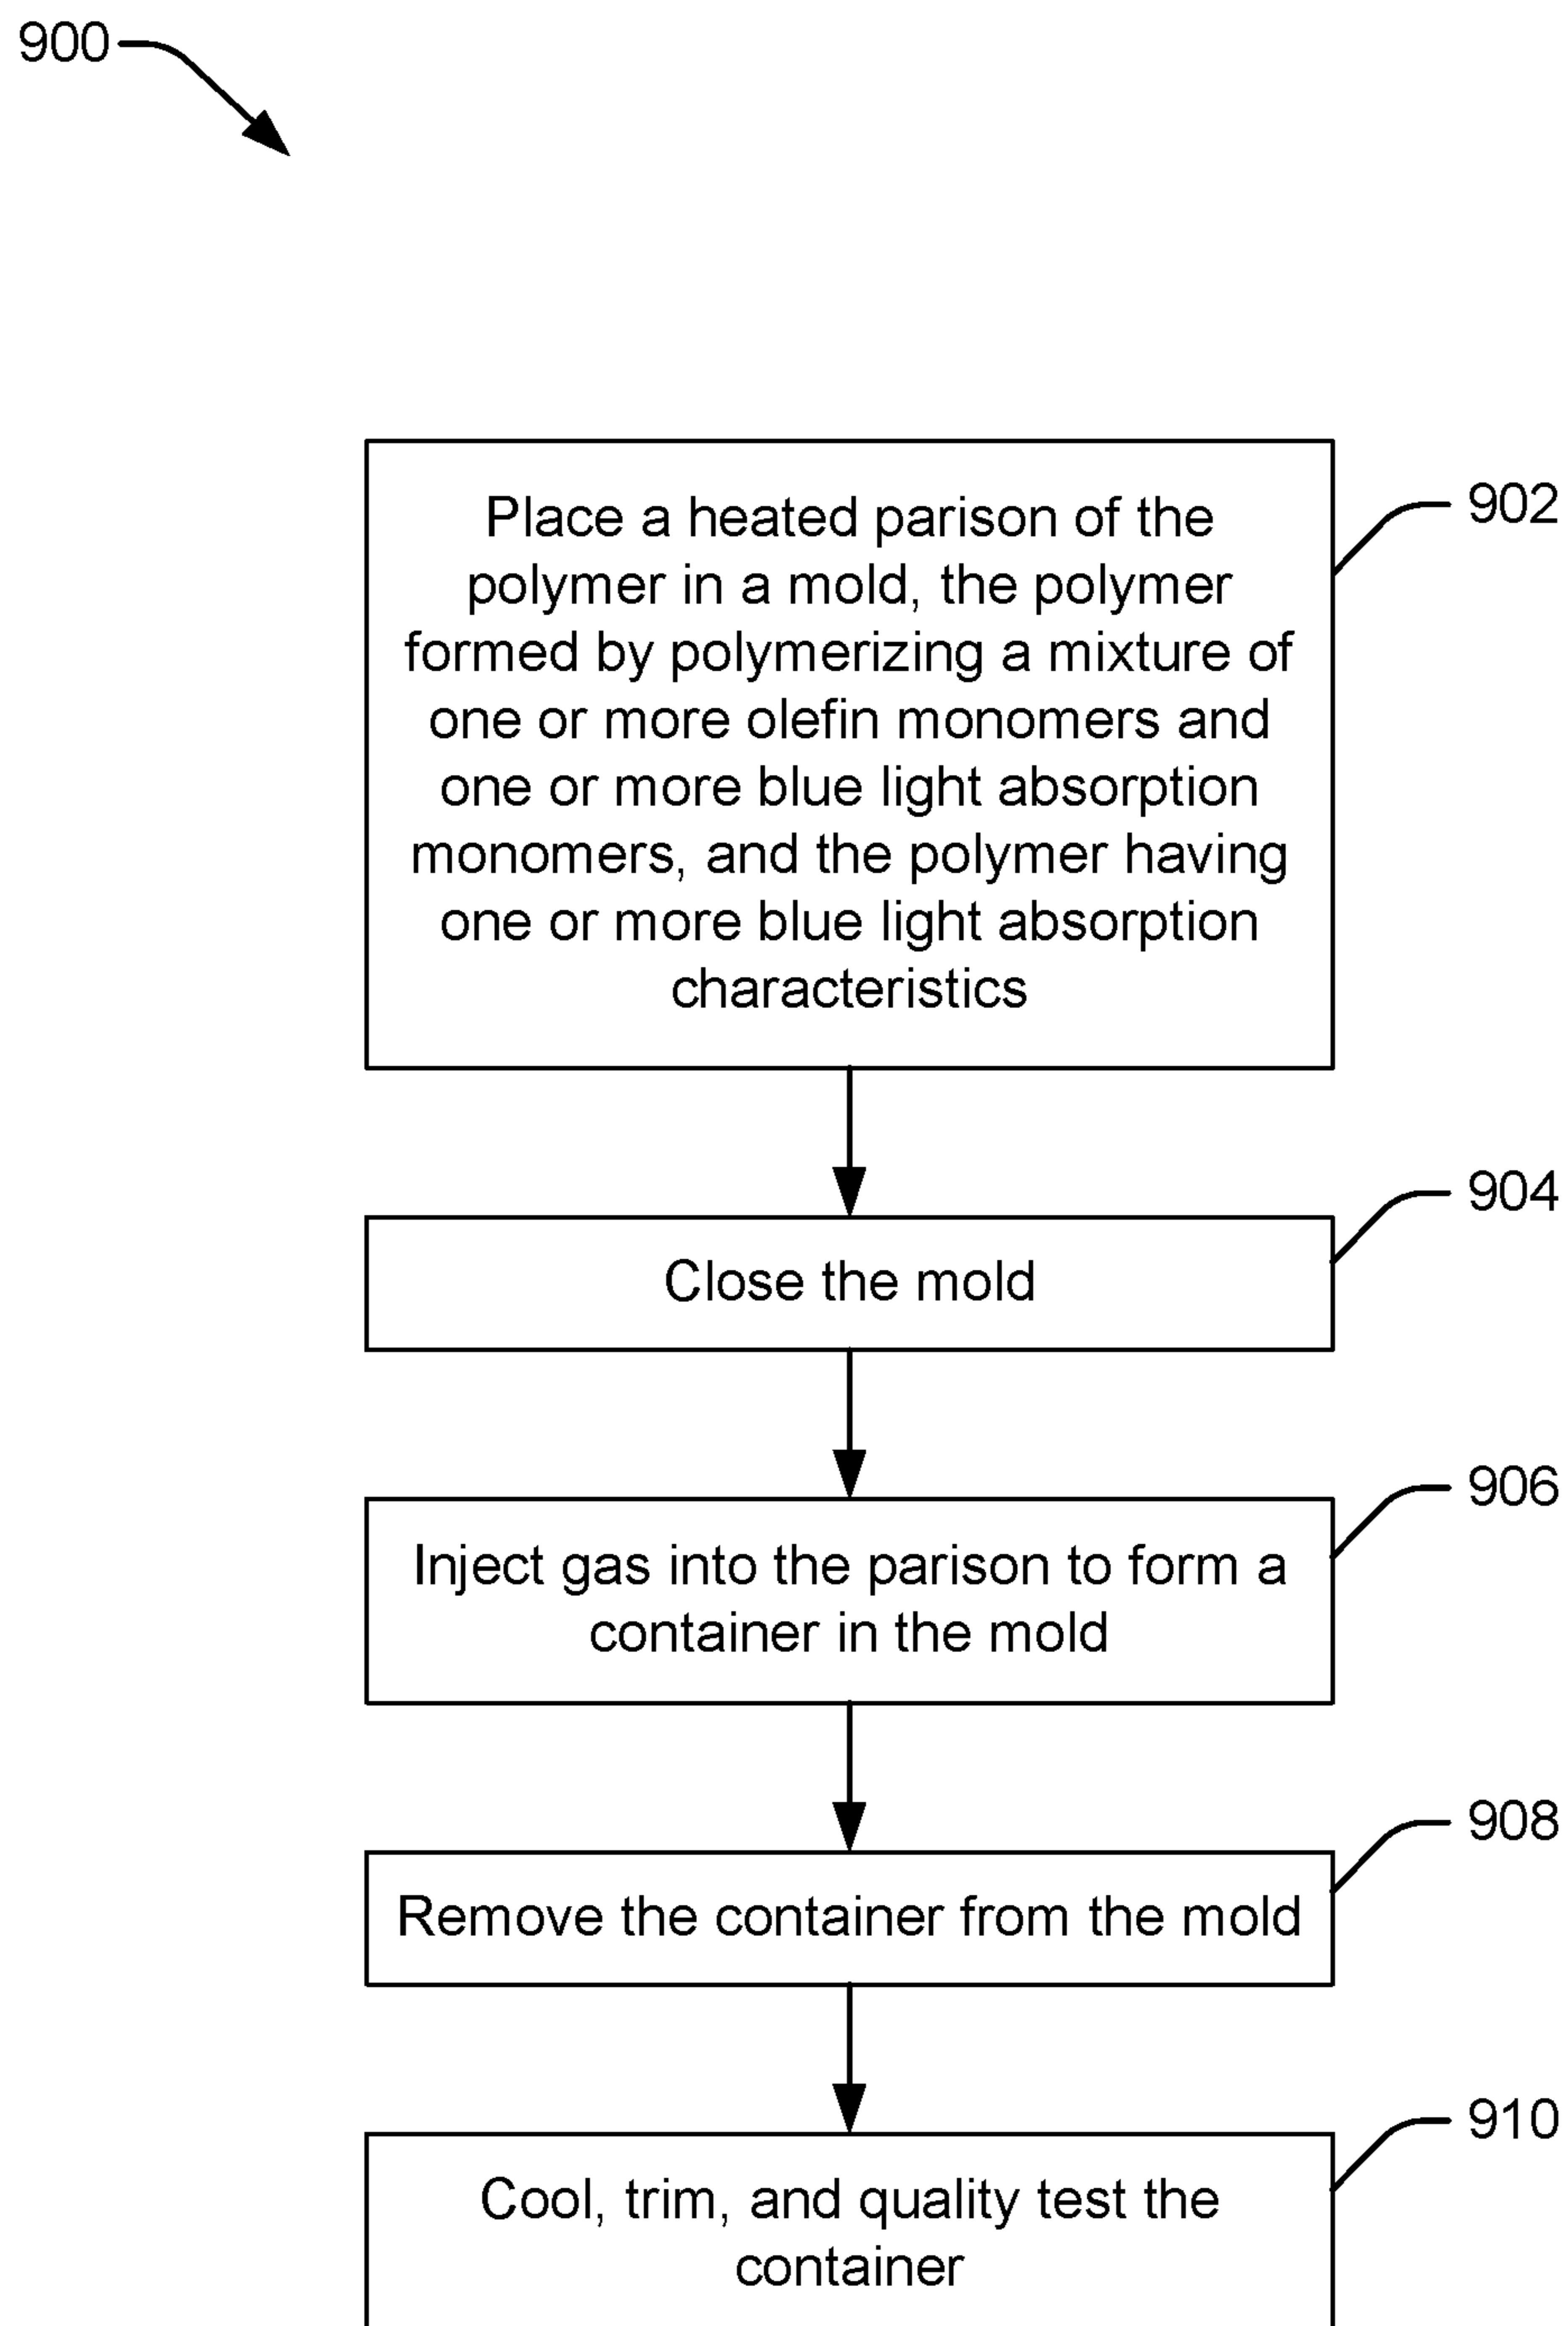 900
Place a heated parison of the
polymer in a mold, the polymer
formed by polymerizing a mixture of
one or more olefin monomers and
one or more blue light absorption
monomers, and the polymer having
one or more blue light absorption
characteristics
902
Close the mold
904
Inject gas into the parison to form a
container in the mold
906
Remove the container from the mold
908
Cool, trim, and quality test the
container
910